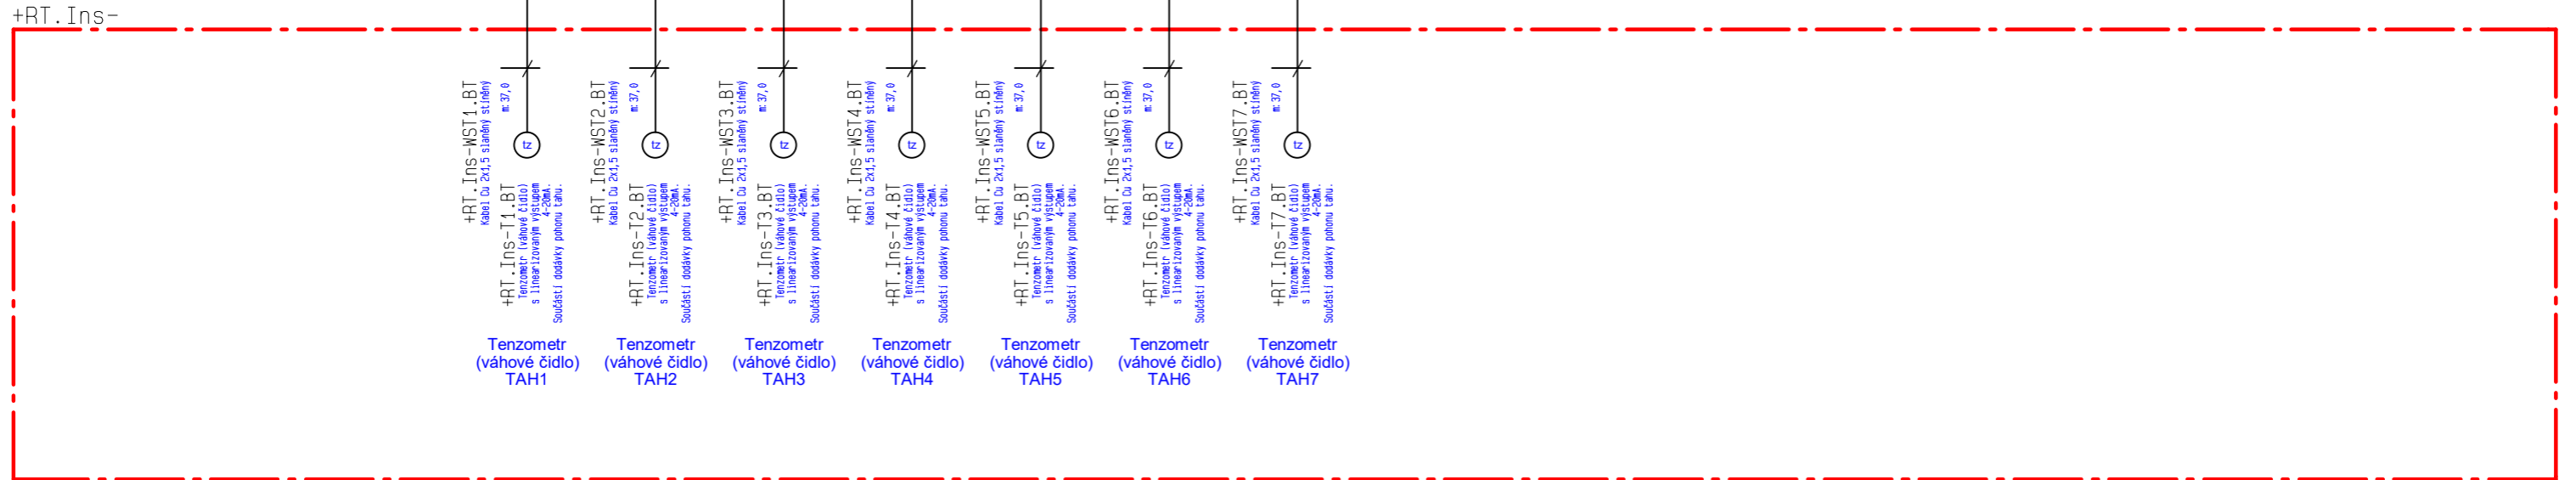 +RT.Ins-
+RT.Ins-WST1.BT
Kabel Cu 2x1,5 slaněný stíněný
m:37,0
tz
+RT.Ins-T1.BT
Tenzometr (váhové čidlo)
s linearizovaným výstupem
4-20mA.
Součástí dodávky pohonu tahu.
Tenzometr
(váhové čidlo)
TAH1
+RT.Ins-WST2.BT
Kabel Cu 2x1,5 slaněný stíněný
m:37,0
tz
+RT.Ins-T2.BT
Tenzometr (váhové čidlo)
s linearizovaným výstupem
4-20mA.
Součástí dodávky pohonu tahu.
Tenzometr
(váhové čidlo)
TAH2
+RT.Ins-WST3.BT
Kabel Cu 2x1,5 slaněný stíněný
m:37,0
tz
+RT.Ins-T3.BT
Tenzometr (váhové čidlo)
s linearizovaným výstupem
4-20mA.
Součástí dodávky pohonu tahu.
Tenzometr
(váhové čidlo)
TAH3
+RT.Ins-WST4.BT
Kabel Cu 2x1,5 slaněný stíněný
m:37,0
tz
+RT.Ins-T4.BT
Tenzometr (váhové čidlo)
s linearizovaným výstupem
4-20mA.
Součástí dodávky pohonu tahu.
Tenzometr
(váhové čidlo)
TAH4
+RT.Ins-WST5.BT
Kabel Cu 2x1,5 slaněný stíněný
m:37,0
tz
+RT.Ins-T5.BT
Tenzometr (váhové čidlo)
s linearizovaným výstupem
4-20mA.
Součástí dodávky pohonu tahu.
Tenzometr
(váhové čidlo)
TAH5
+RT.Ins-WST6.BT
Kabel Cu 2x1,5 slaněný stíněný
m:37,0
tz
+RT.Ins-T6.BT
Tenzometr (váhové čidlo)
s linearizovaným výstupem
4-20mA.
Součástí dodávky pohonu tahu.
Tenzometr
(váhové čidlo)
TAH6
+RT.Ins-WST7.BT
Kabel Cu 2x1,5 slaněný stíněný
m:37,0
tz
+RT.Ins-T7.BT
Tenzometr (váhové čidlo)
s linearizovaným výstupem
4-20mA.
Součástí dodávky pohonu tahu.
Tenzometr
(váhové čidlo)
TAH7